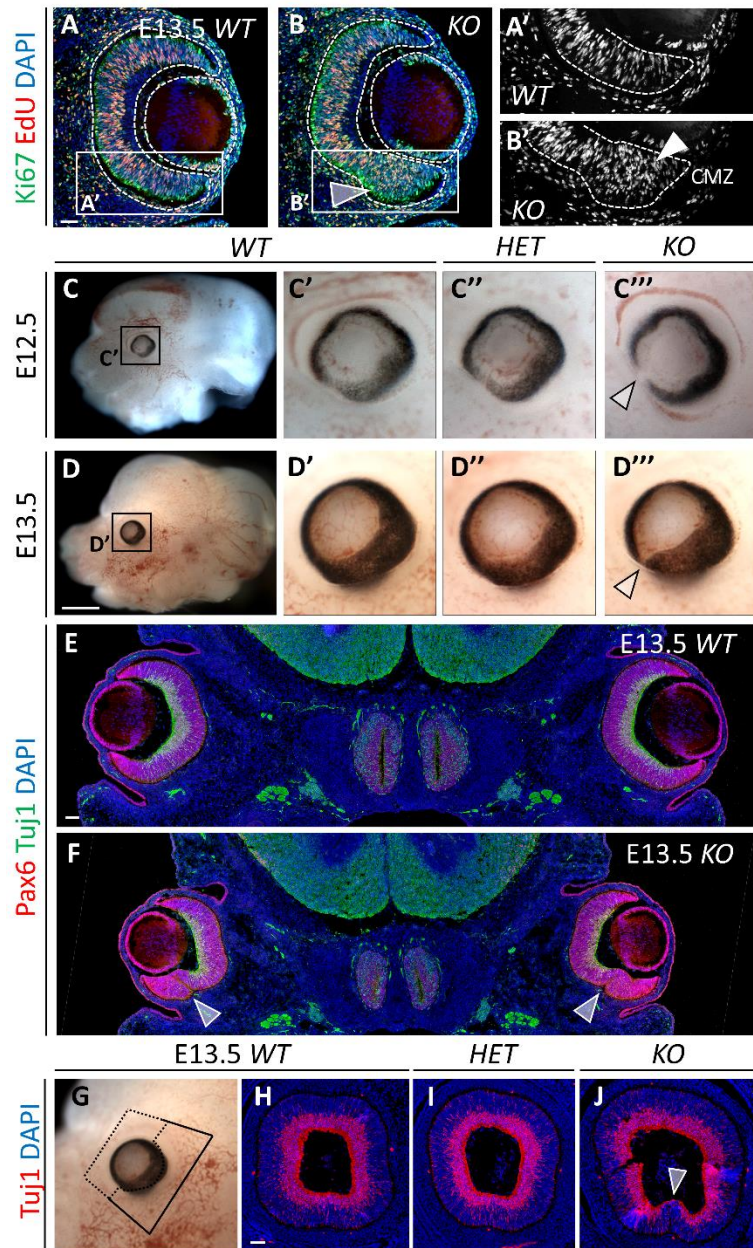 Ki67 EdU DAPI
A E13.5 WT
A'
B KO
B'
A'
WT
B'
KO
CMZ
WT HET KO
E12.5
C
C'
C'
C''
C'''
E13.5
D
D'
D'
D''
D'''
Pax6 Tuj1 DAPI
E E13.5 WT
F E13.5 KO
E13.5 WT HET KO
Tuj1 DAPI
G
H
I
J